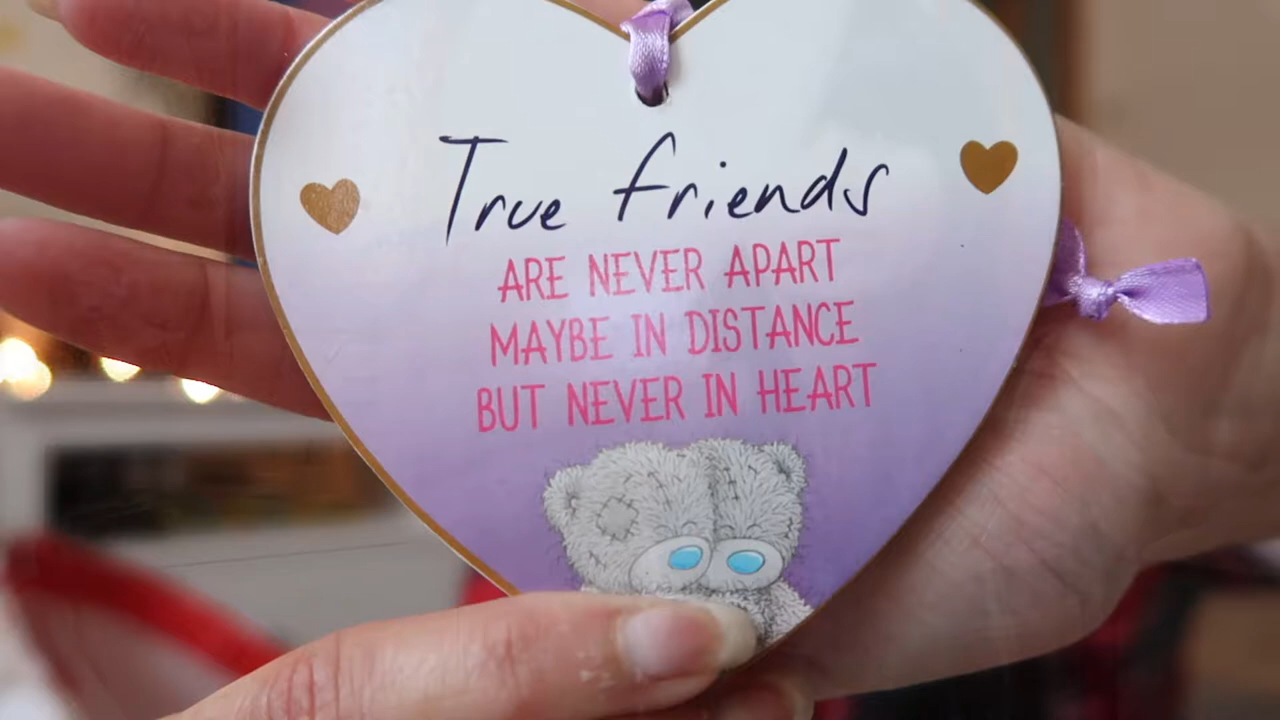 True friends
ARE NEVER APART
MAYBE IN DISTANCE
BUT NEVER IN HEART